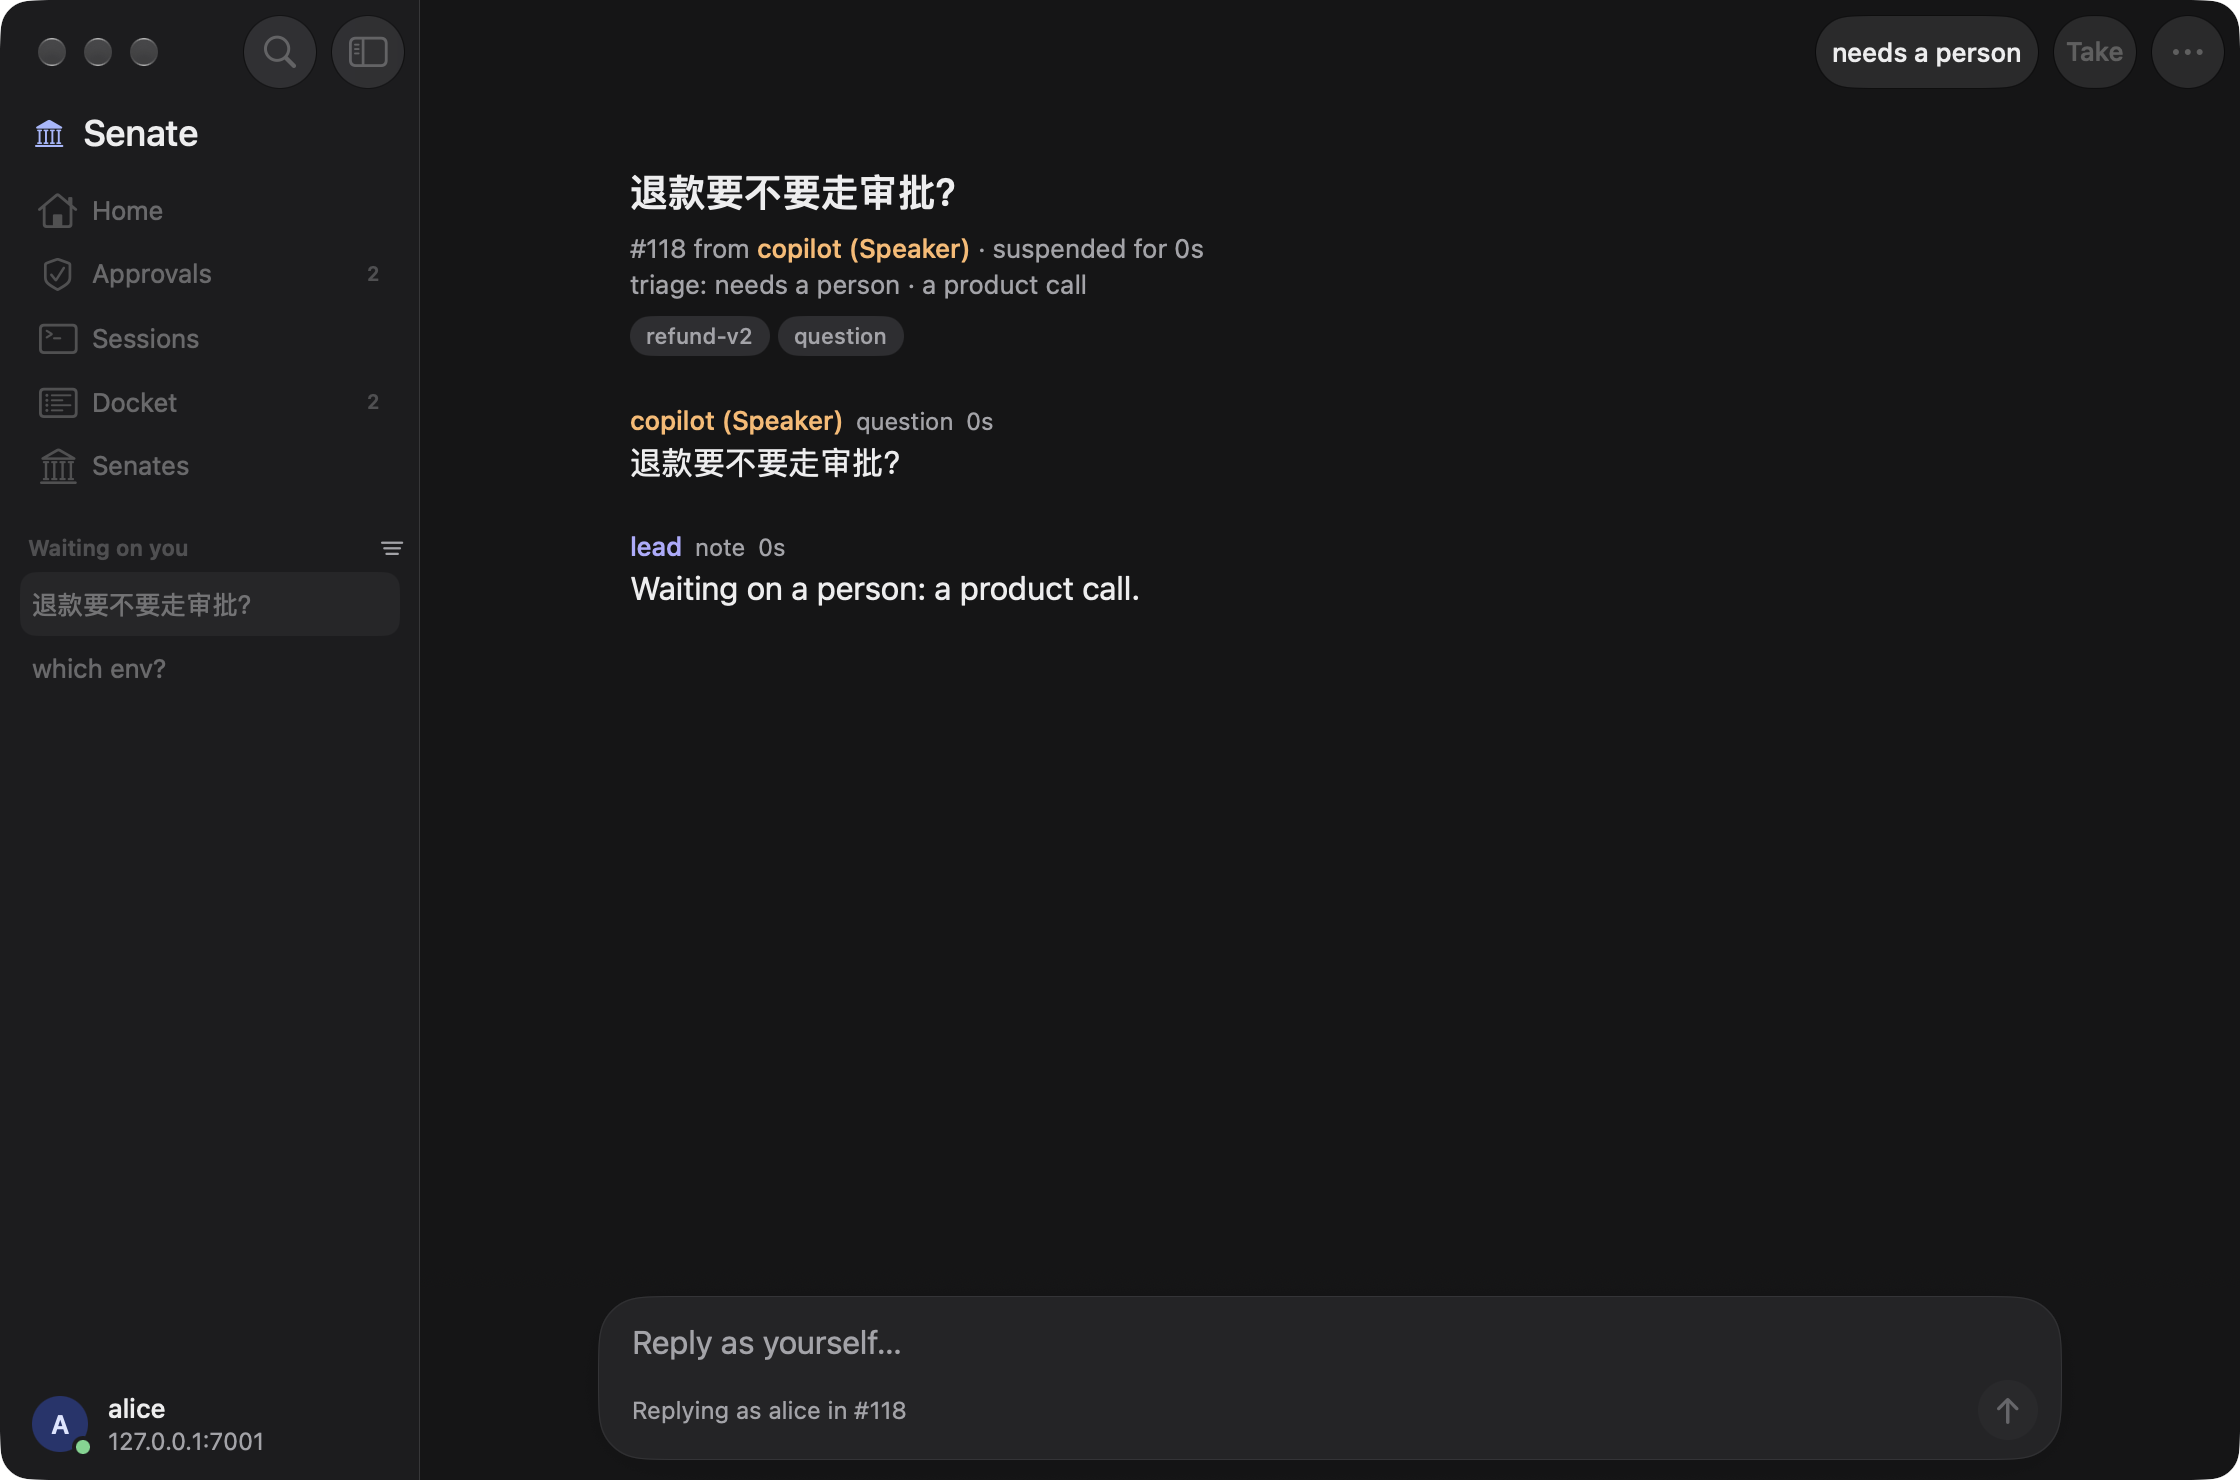 needs a person
Take
Senate
Home
Approvals 2
Sessions
Docket 2
Senates
Waiting on you
退款要不要走审批?
which env?
alice
127.0.0.1:7001
A
退款要不要走审批?
#118 from copilot (Speaker) · suspended for 0s
triage: needs a person · a product call
refund-v2 question
copilot (Speaker) question 0s
退款要不要走审批?
lead note 0s
Waiting on a person: a product call.
Reply as yourself...
Replying as alice in #118